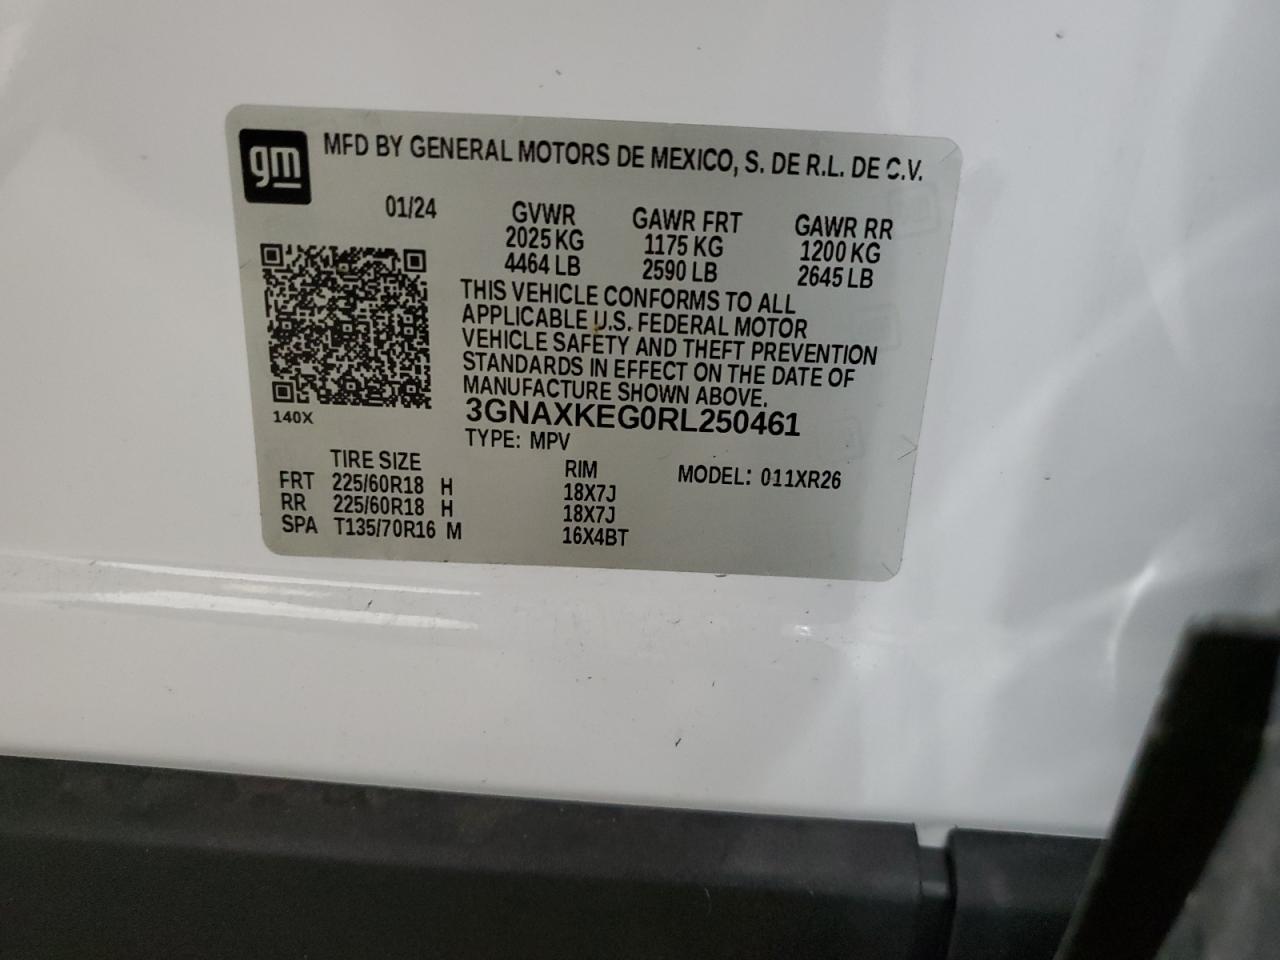 gm
MFD BY GENERAL MOTORS DE MEXICO, S. DE R.L. DE C.V.
01/24 GVWR GAWR FRT GAWR RR
2025 KG 1175 KG 1200 KG
4464 LB 2590 LB 2645 LB
THIS VEHICLE CONFORMS TO ALL
APPLICABLE U.S. FEDERAL MOTOR
VEHICLE SAFETY AND THEFT PREVENTION
STANDARDS IN EFFECT ON THE DATE OF
MANUFACTURE SHOWN ABOVE.
140X 3GNAXKEG0RL250461
TYPE: MPV
TIRE SIZE RIM MODEL: 011XR26
FRT 225/60R18 H 18X7J
RR 225/60R18 H 18X7J
SPA T135/70R16 M 16X4BT